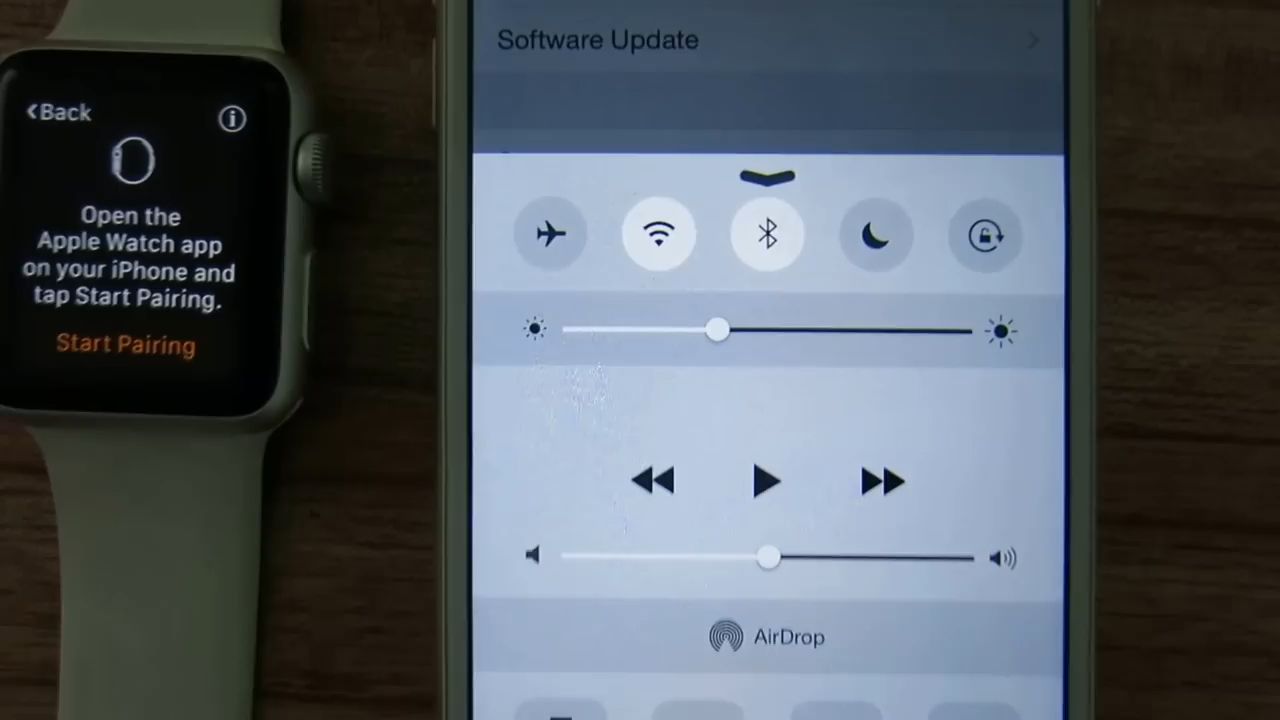 Back
Open the
Apple Watch app
on your iPhone and
tap Start Pairing.
Start Pairing
Software Update
AirDrop